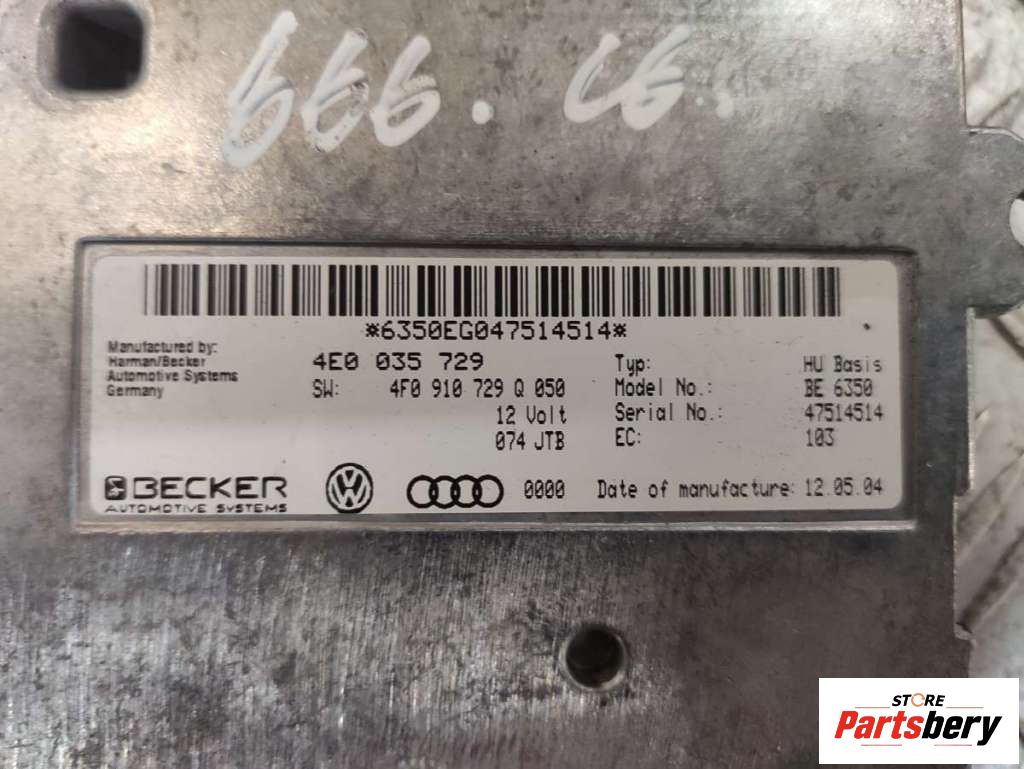 *6350EG047514514*
Manufactured by:
Harman/Becker
Automotive Systems
Germany
4E0 035 729
SW: 4F0 910 729 Q 050
12 Volt
074 JTB
Typ: HU Basis
Model No.: BE 6350
Serial No.: 47514514
EC: 103
BECKER
AUTOMOTIVE SYSTEMS
0000
Date of manufacture: 12.05.04
STORE
Partsbery